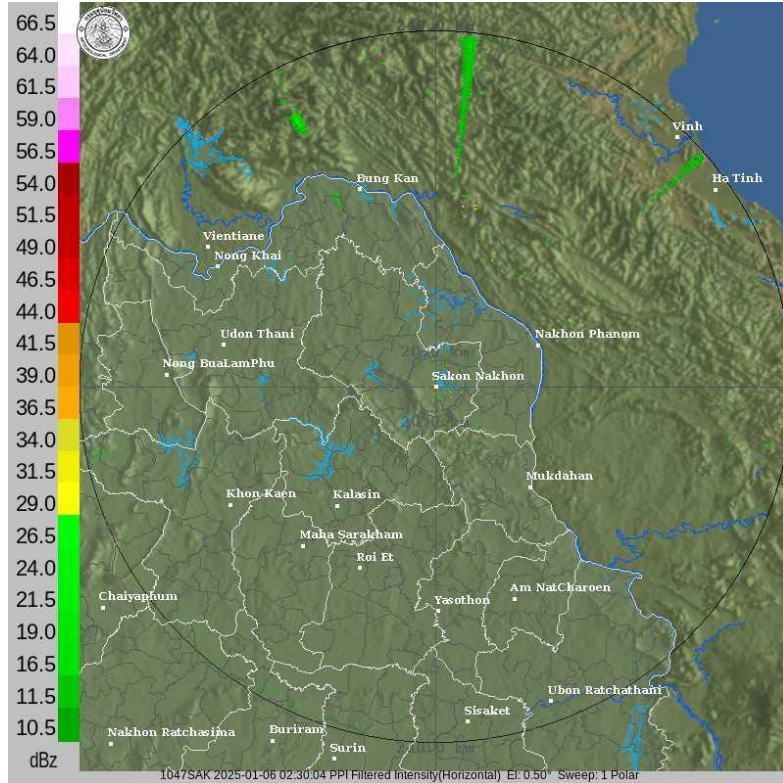 66.5
64.0
61.5
59.0
56.5
54.0
51.5
49.0
46.5
44.0
41.5
39.0
36.5
34.0
31.5
29.0
26.5
24.0
21.5
19.0
16.5
11.5
10.5
dBz
Vinh
Ha Tinh
Bung Kan
Vientiane
Nong Khai
Udon Thani
Nakhon Phanom
Nong BuaLamPhu
Sakon Nakhon
Mukdahan
Khon Kaen
Kalasin
Maha Sarakham
Roi Et
Am NatCharoen
Chaiyaphum
Yasothon
Ubon Ratchathani
Sisaket
Nakhon Ratchasima
Buriram
Surin
1047SAK 2025-01-06 02:30:04 PPI Filtered Intensity(Horizontal) El: 0.50° Sweep: 1 Polar